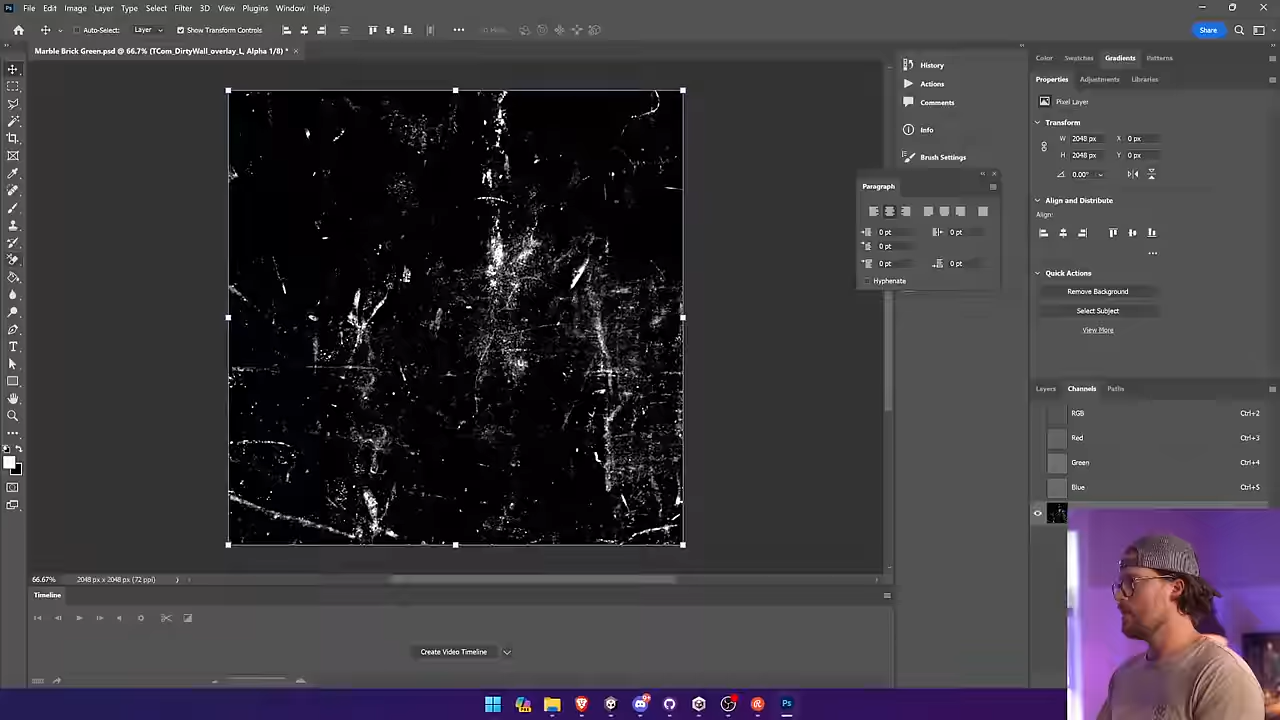 File Edit Image Layer Type Select Filter 3D View Plugins Window Help
Auto-Select: Layer Show Transform Controls
Share
Marble Brick Green.psd @ 66.7% (TCom_DirtyWall_overlay_L, Alpha 1/8) *
History
Actions
Comments
Info
Brush Settings
Paragraph
0 pt 0 pt
0 pt
0 pt 0 pt
Hyphenate
Color Swatches Gradients Patterns
Properties Adjustments Libraries
Pixel Layer
Transform
W 2048 px X 0 px
H 2048 px Y 0 px
0.00°
Align and Distribute
Align:
Quick Actions
Remove Background
Select Subject
View More
Layers Channels Paths
RGB Ctrl+2
Red Ctrl+3
Green Ctrl+4
Blue Ctrl+5
66.67% 2048 px x 2048 px (72 ppi)
Timeline
Create Video Timeline